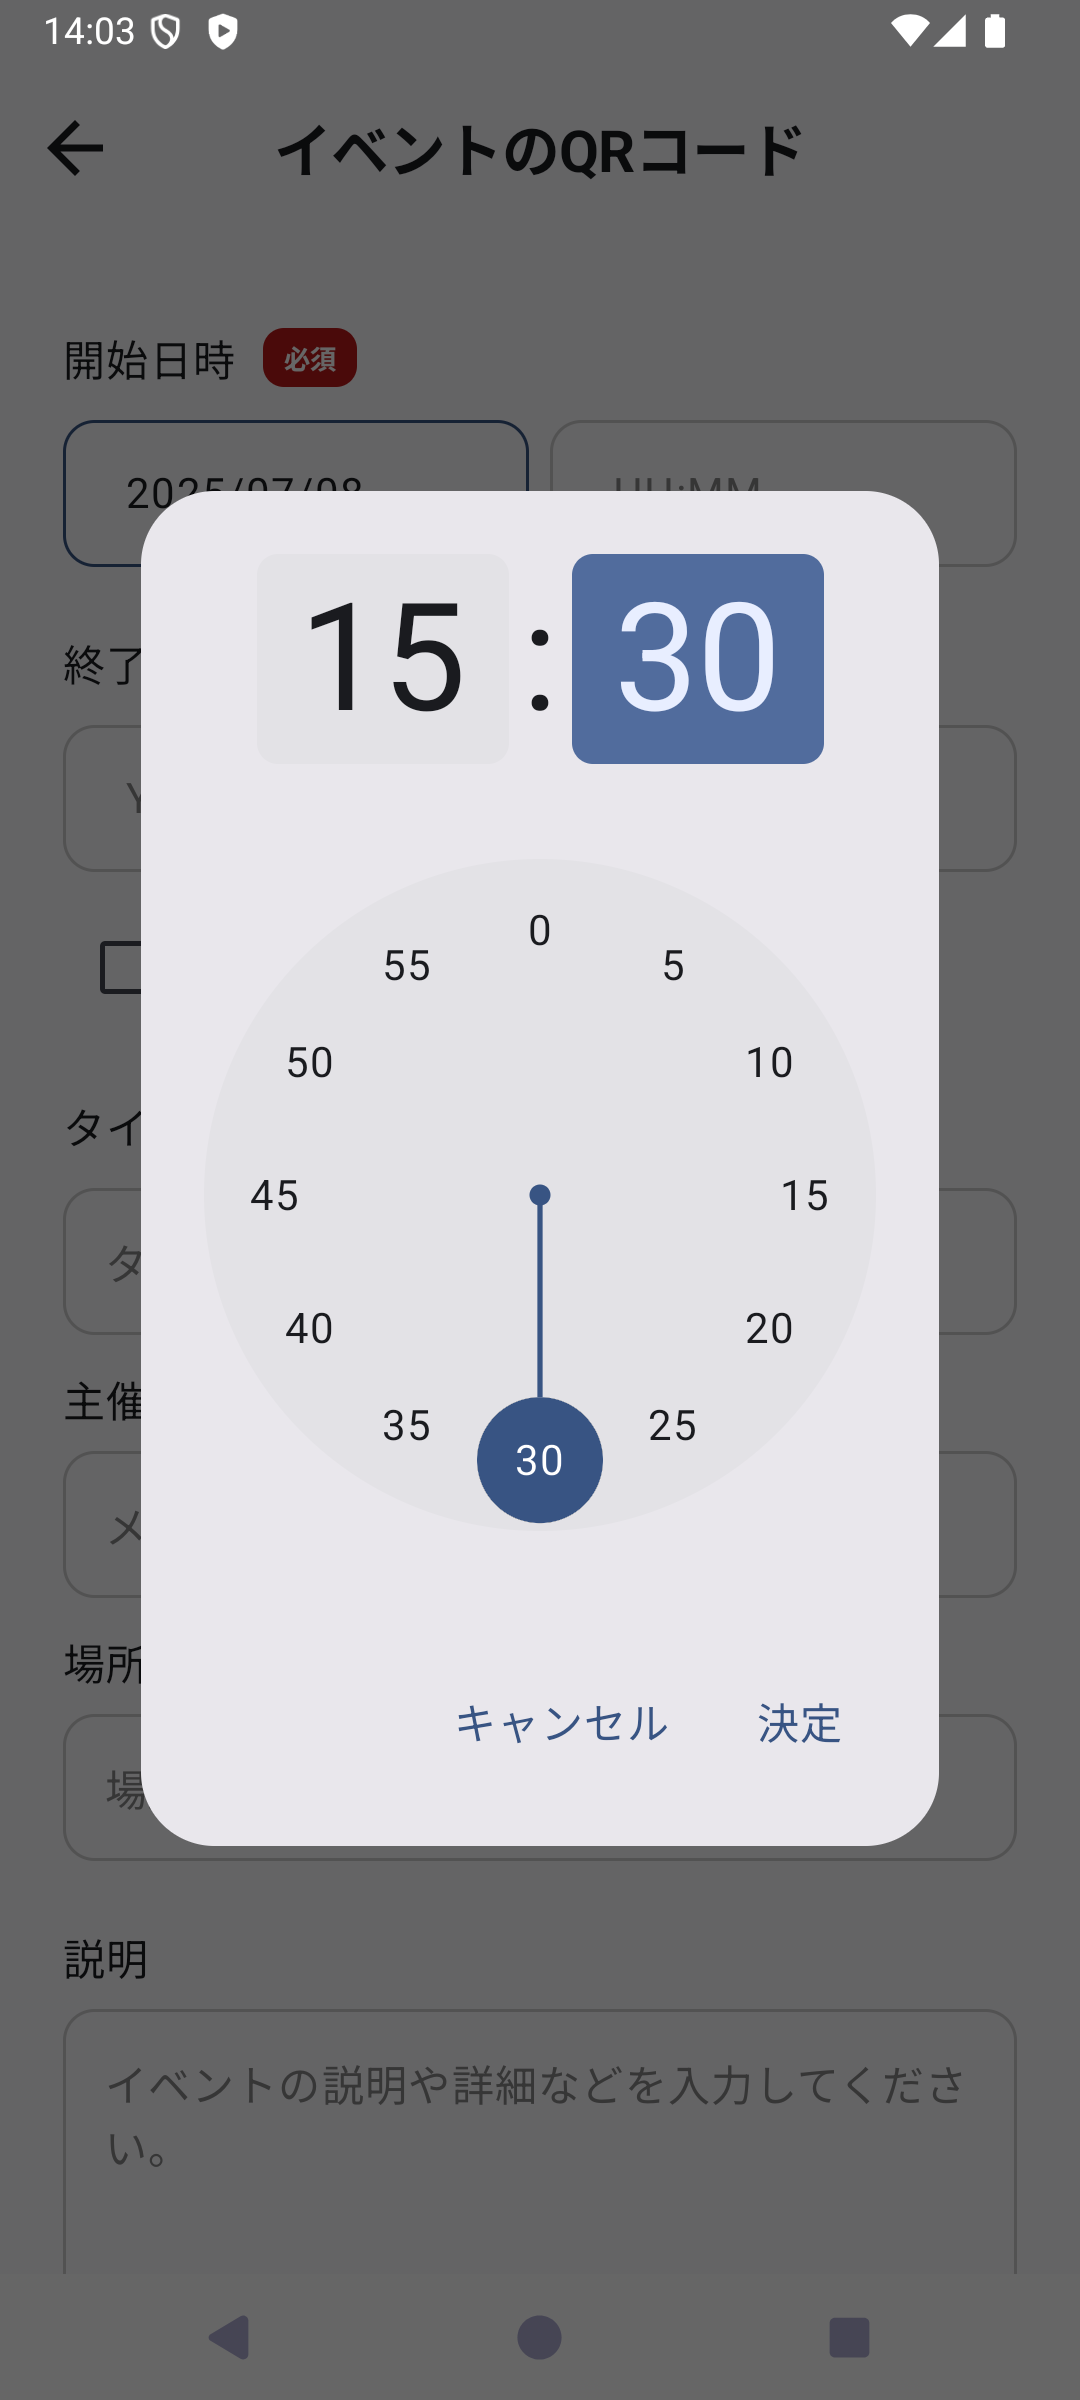 14:03
イベントのQRコード
開始日時 必須
2025/07/08 HH:MM
15:30
終了
Y
0
5
10
15
20
25
30
35
40
45
50
55
タイ
タ
主催
メ
場所
場
キャンセル 決定
説明
イベントの説明や詳細などを入力してくださ
い。